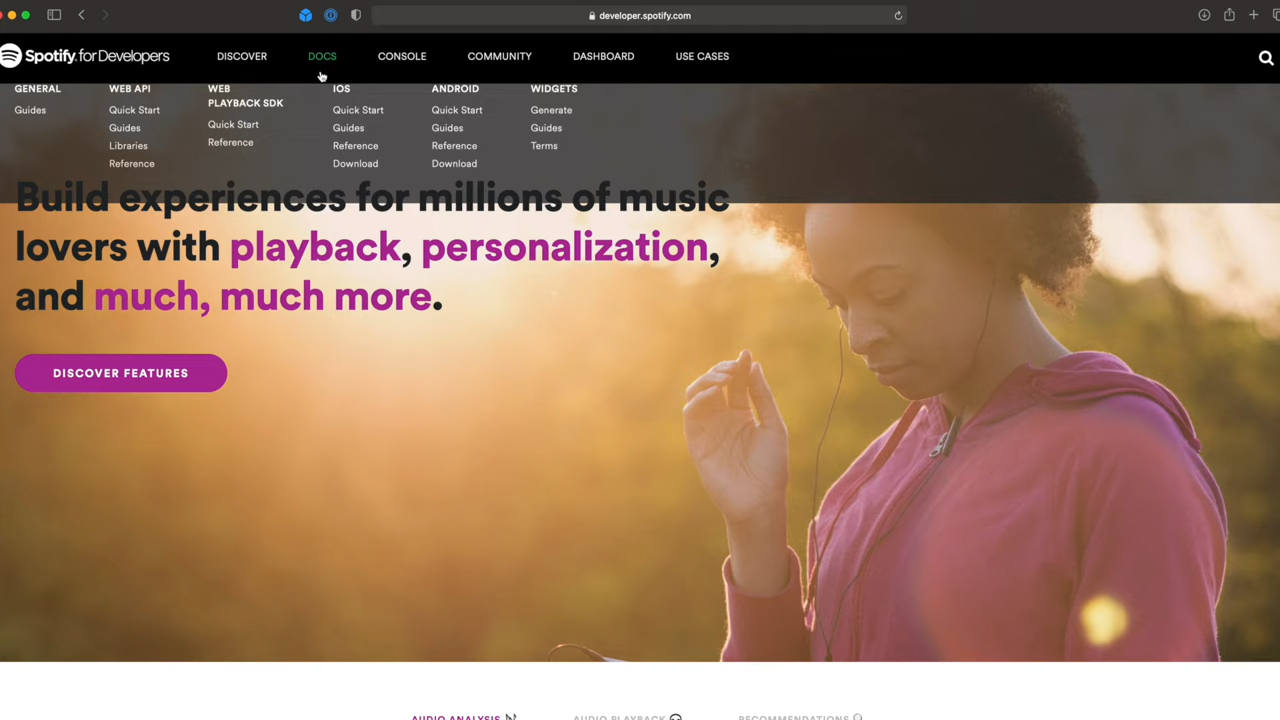 developer.spotify.com
Spotify for Developers
DISCOVER
DOCS
CONSOLE
COMMUNITY
DASHBOARD
USE CASES
GENERAL
Guides
WEB API
Quick Start
Guides
Libraries
Reference
WEB
PLAYBACK SDK
Quick Start
Reference
IOS
Quick Start
Guides
Reference
Download
ANDROID
Quick Start
Guides
Reference
Download
WIDGETS
Generate
Guides
Terms
Build experiences for millions of music
lovers with playback, personalization,
and much, much more.
DISCOVER FEATURES
AUDIO ANALYSIS
AUDIO PLAYBACK
RECOMMENDATIONS